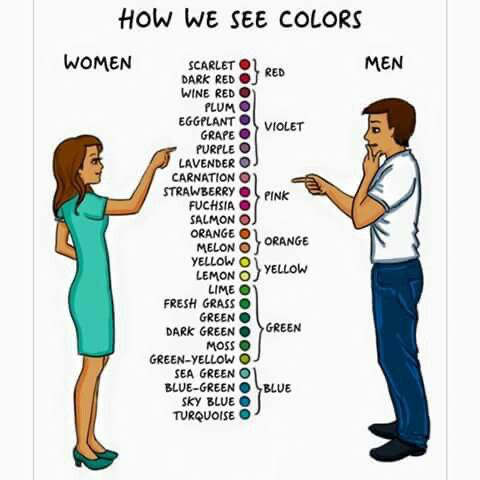 HOW WE SEE COLORS
WOMEN
MEN
SCARLET
DARK RED
RED
WINE RED
PLUM
EGGPLANT
GRAPE
PURPLE
LAVENDER
VIOLET
CARNATION
STRAWBERRY
FUCHSIA
SALMON
PINK
ORANGE
MELON
ORANGE
YELLOW
LEMON
YELLOW
LIME
FRESH GRASS
GREEN
DARK GREEN
MOSS
GREEN-YELLOW
GREEN
SEA GREEN
BLUE-GREEN
SKY BLUE
TURQUOISE
BLUE